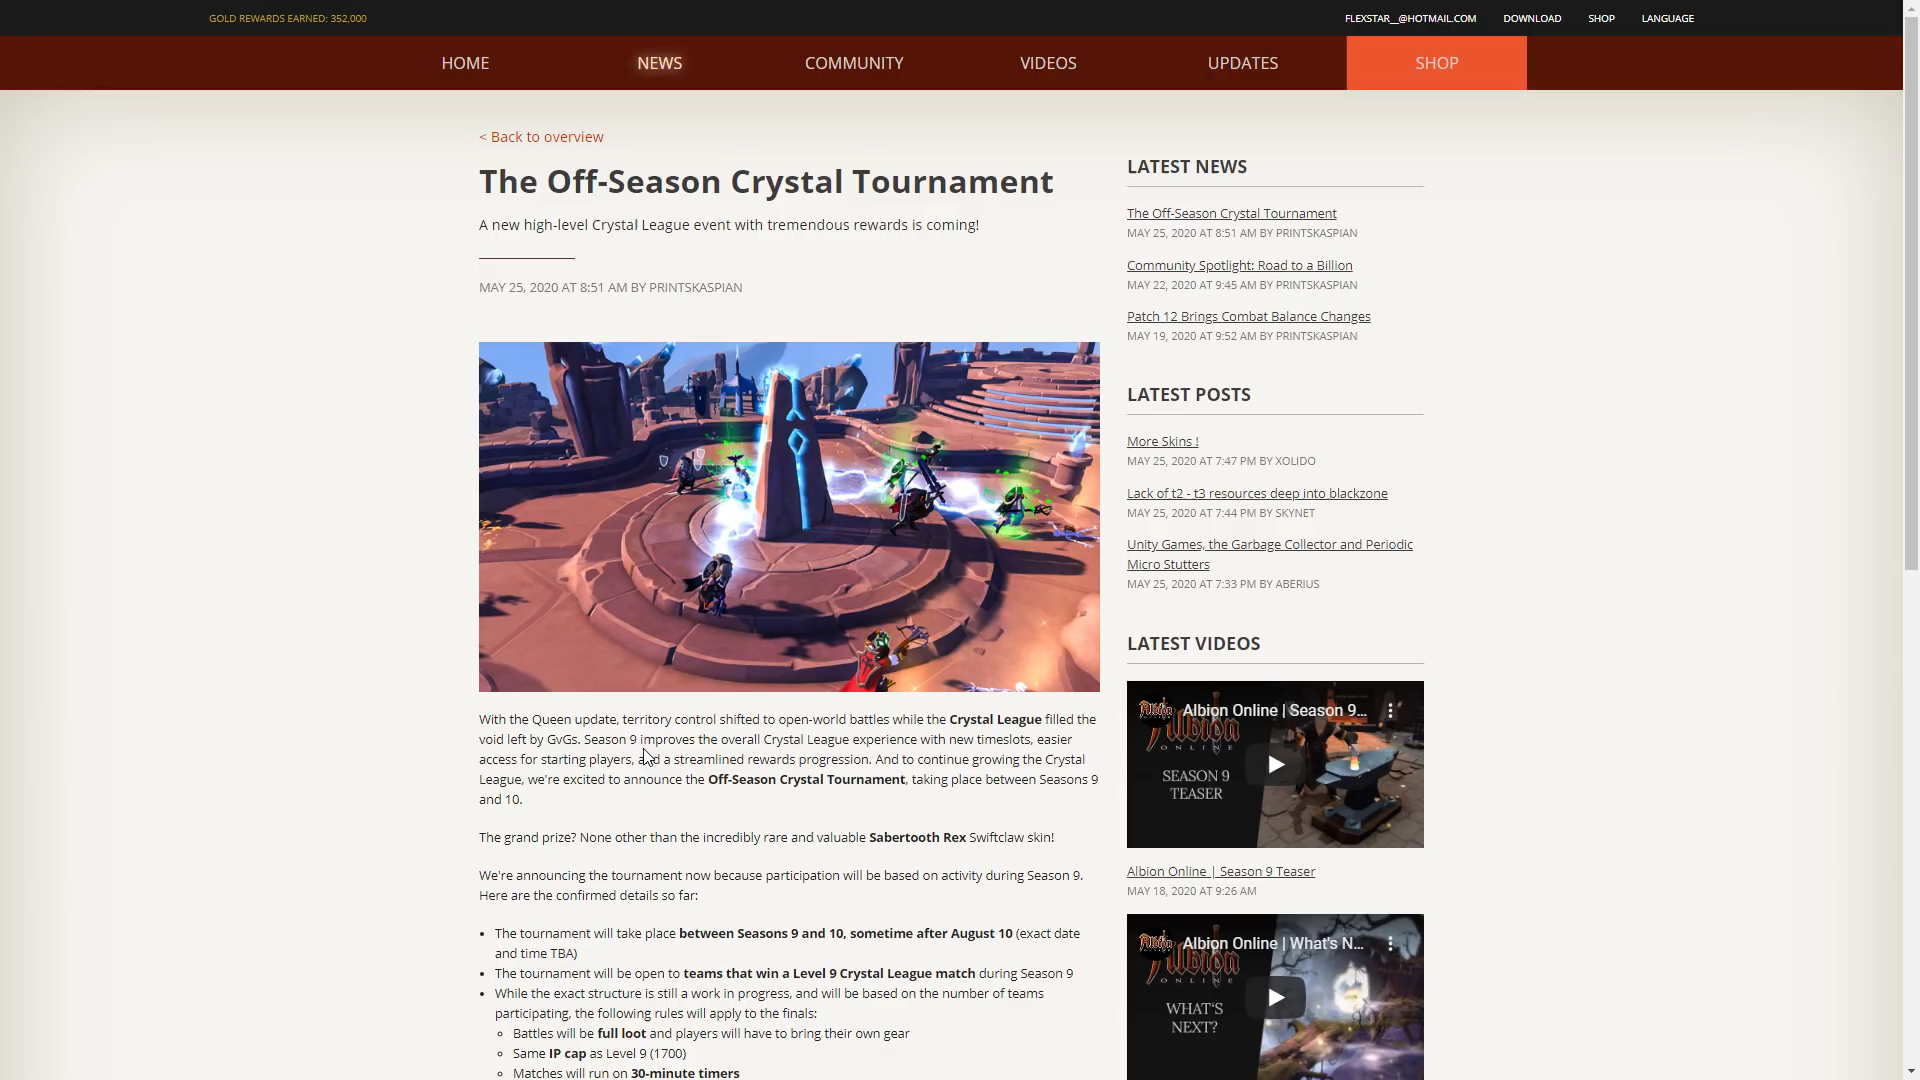 GOLD REWARDS EARNED: 352,000
FLEXSTAR__@HOTMAIL.COM
DOWNLOAD
SHOP
LANGUAGE
HOME
NEWS
COMMUNITY
VIDEOS
UPDATES
SHOP
< Back to overview
The Off-Season Crystal Tournament
A new high-level Crystal League event with tremendous rewards is coming!
MAY 25, 2020 AT 8:51 AM BY PRINTSKASPIAN
With the Queen update, territory control shifted to open-world battles while the Crystal League filled the
void left by GvGs. Season 9 improves the overall Crystal League experience with new timeslots, easier
access for starting players, and a streamlined rewards progression. And to continue growing the Crystal
League, we're excited to announce the Off-Season Crystal Tournament, taking place between Seasons 9
and 10.
The grand prize? None other than the incredibly rare and valuable Sabertooth Rex Swiftclaw skin!
We're announcing the tournament now because participation will be based on activity during Season 9.
Here are the confirmed details so far:
• The tournament will take place between Seasons 9 and 10, sometime after August 10 (exact date
and time TBA)
• The tournament will be open to teams that win a Level 9 Crystal League match during Season 9
• While the exact structure is still a work in progress, and will be based on the number of teams
participating, the following rules will apply to the finals:
◦ Battles will be full loot and players will have to bring their own gear
◦ Same IP cap as Level 9 (1700)
◦ Matches will run on 30-minute timers
LATEST NEWS
The Off-Season Crystal Tournament
MAY 25, 2020 AT 8:51 AM BY PRINTSKASPIAN
Community Spotlight: Road to a Billion
MAY 22, 2020 AT 9:45 AM BY PRINTSKASPIAN
Patch 12 Brings Combat Balance Changes
MAY 19, 2020 AT 9:52 AM BY PRINTSKASPIAN
LATEST POSTS
More Skins !
MAY 25, 2020 AT 7:47 PM BY XOLIDO
Lack of t2 - t3 resources deep into blackzone
MAY 25, 2020 AT 7:44 PM BY SKYNET
Unity Games, the Garbage Collector and Periodic
Micro Stutters
MAY 25, 2020 AT 7:33 PM BY ABERIUS
LATEST VIDEOS
Albion Online | Season 9...
Albion
ONLINE
SEASON 9
TEASER
Albion Online | Season 9 Teaser
MAY 18, 2020 AT 9:26 AM
Albion Online | What's N...
Albion
ONLINE
WHAT'S
NEXT?